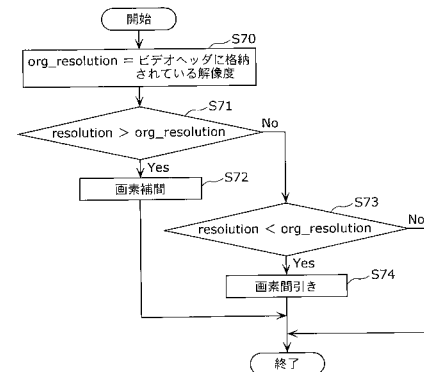 開始
S70
org_resolution = ビデオヘッダに格納
されている解像度
S71
resolution > org_resolution
No
Yes
S72
画素補間
S73
resolution < org_resolution
No
Yes
S74
画素間引き
終了